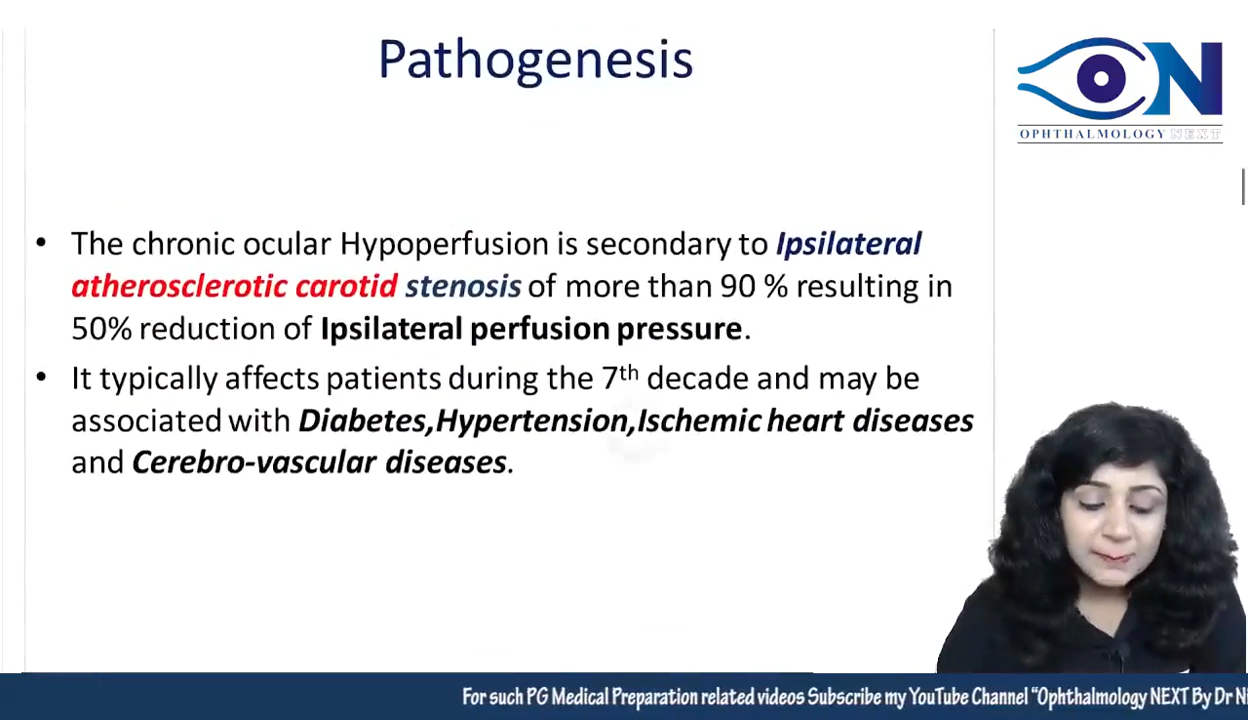 Pathogenesis
ON
OPHTHALMOLOGY NEXT
• The chronic ocular Hypoperfusion is secondary to Ipsilateral
atherosclerotic carotid stenosis of more than 90 % resulting in
50% reduction of Ipsilateral perfusion pressure.
• It typically affects patients during the 7th decade and may be
associated with Diabetes,Hypertension,Ischemic heart diseases
and Cerebro-vascular diseases.
For such PG Medical Preparation related videos Subscribe my YouTube Channel “Ophthalmology NEXT By Dr Ni